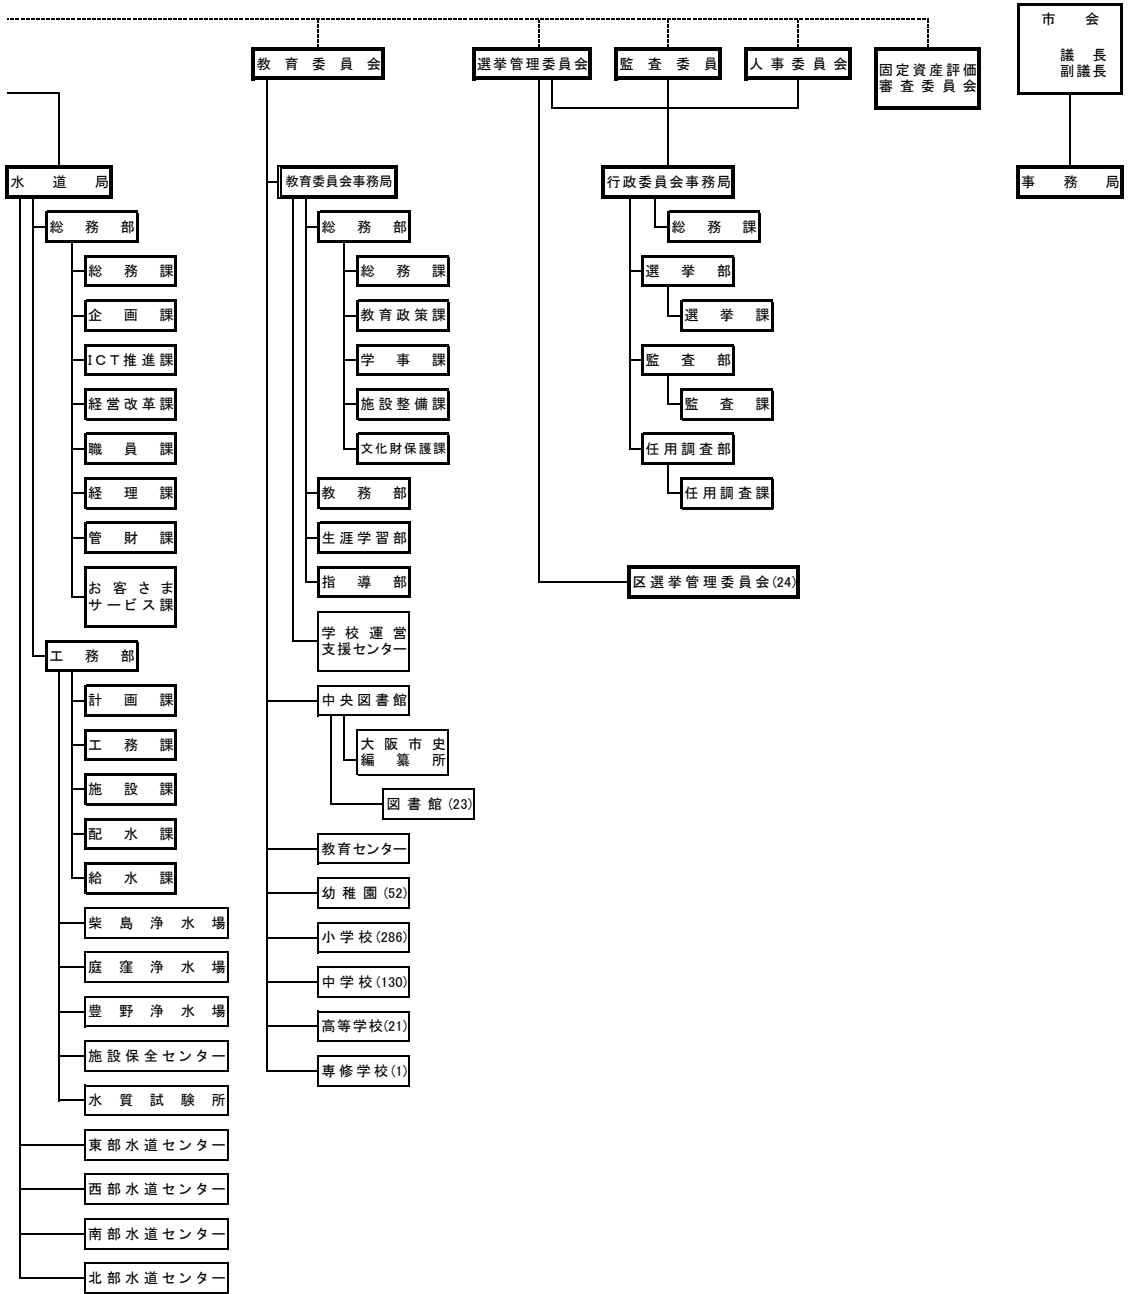 市会
議長
副議長
教育委員会
選挙管理委員会
監査委員
人事委員会
固定資産評価
審査委員会
水道局
総務部
総務課
企画課
ICT推進課
経営改革課
職員課
経理課
管財課
お客さま
サービス課
工務部
計画課
工務課
施設課
配水課
給水課
柴島浄水場
庭窪浄水場
豊野浄水場
施設保全センター
水質試験所
東部水道センター
西部水道センター
南部水道センター
北部水道センター
教育委員会事務局
総務部
総務課
教育政策課
学事課
施設整備課
文化財保護課
教務部
生涯学習部
指導部
学校運営
支援センター
中央図書館
大阪市史
編纂所
図書館(23)
教育センター
幼稚園(52)
小学校(286)
中学校(130)
高等学校(21)
専修学校(1)
行政委員会事務局
総務課
選挙部
選挙課
監査部
監査課
任用調査部
任用調査課
区選挙管理委員会(24)
事務局